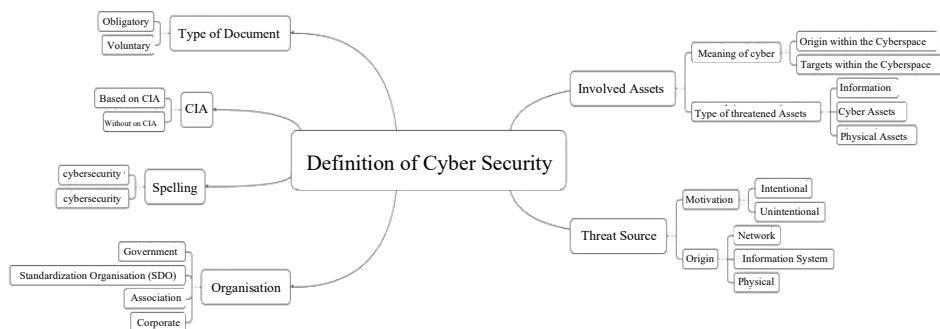 Definition of Cyber Security
Type of Document
Obligatory
Voluntary
CIA
Based on CIA
Without on CIA
Spelling
cybersecurity
cybersecurity
Organisation
Government
Standardization Organisation (SDO)
Association
Corporate
Involved Assets
Meaning of cyber
Origin within the Cyberspace
Targets within the Cyberspace
Type of threatened Assets
Information
Cyber Assets
Physical Assets
Threat Source
Motivation
Intentional
Unintentional
Origin
Network
Information System
Physical